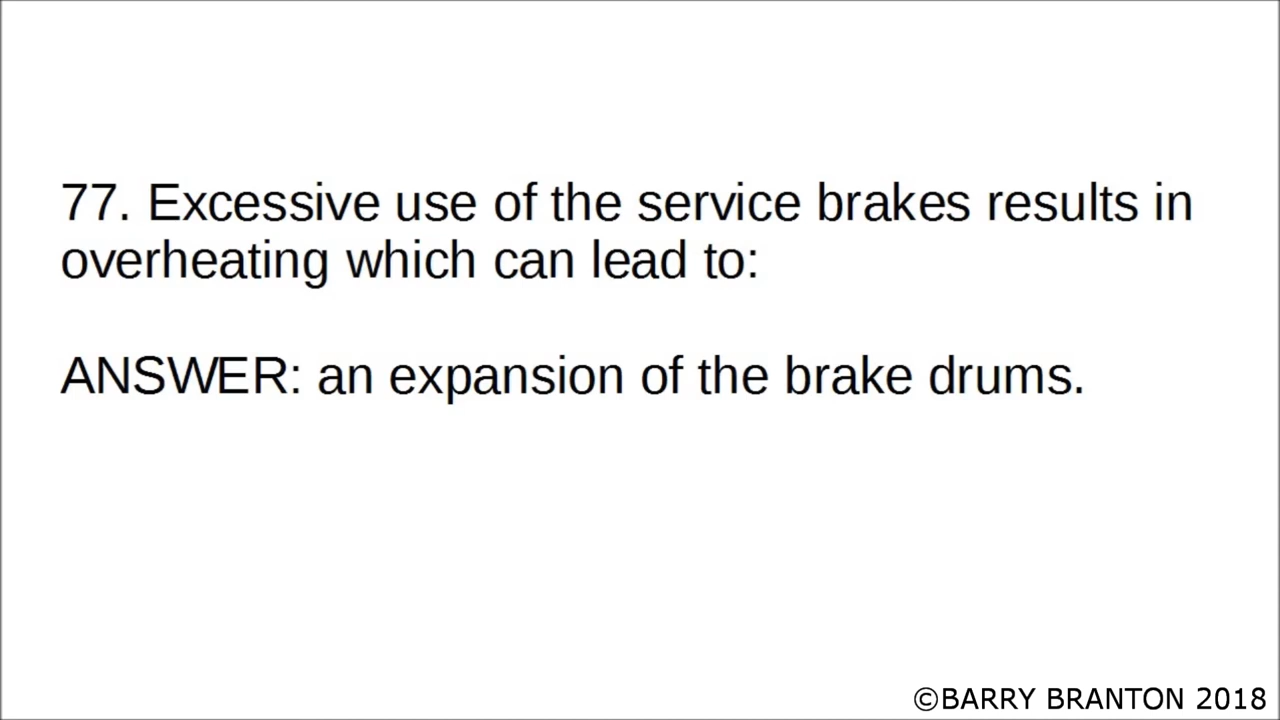 77. Excessive use of the service brakes results in
overheating which can lead to:
ANSWER: an expansion of the brake drums.
©BARRY BRANTON 2018